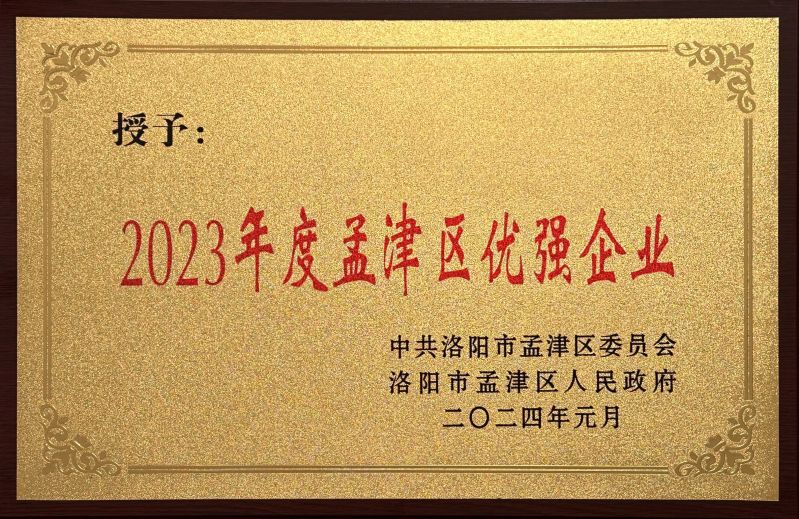 授予：
2023年度孟津区优强企业
中共洛阳市孟津区委员会
洛阳市孟津区人民政府
二〇二四年元月